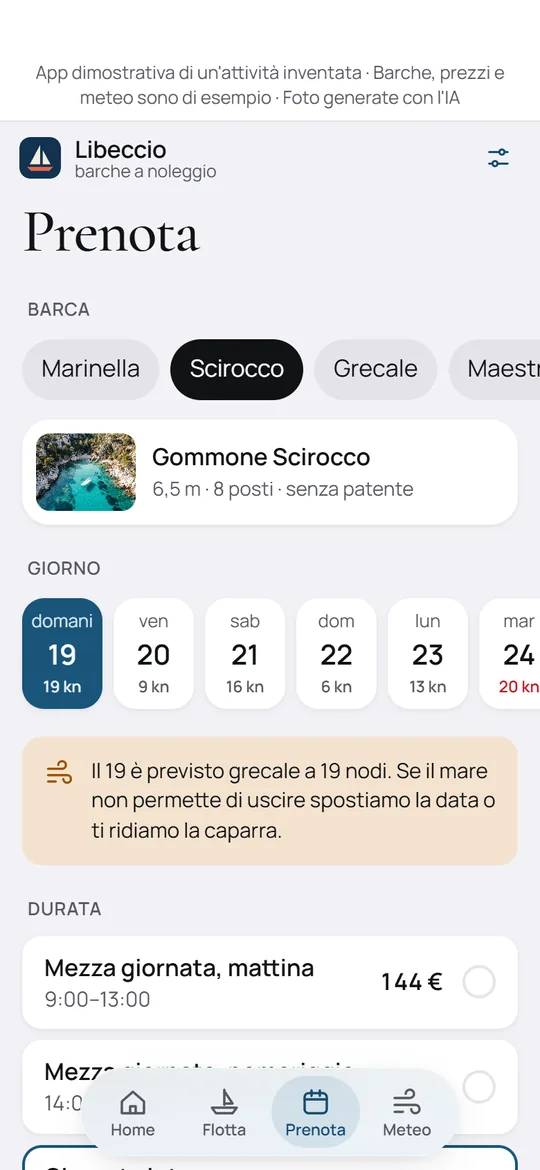 App dimostrativa di un'attività inventata · Barche, prezzi e
meteo sono di esempio · Foto generate con l'IA
Libeccio
barche a noleggio
Prenota
BARCA
Marinella
Scirocco
Grecale
Gommone Scirocco
6,5 m · 8 posti · senza patente
GIORNO
domani
19
19 kn
ven
20
9 kn
sab
21
16 kn
dom
22
6 kn
lun
23
13 kn
mar
24
20 kn
Il 19 è previsto grecale a 19 nodi. Se il mare
non permette di uscire spostiamo la data o
ti ridiamo la caparra.
DURATA
Mezza giornata, mattina
9:00–13:00
144 €
Home
Flotta
Prenota
Meteo